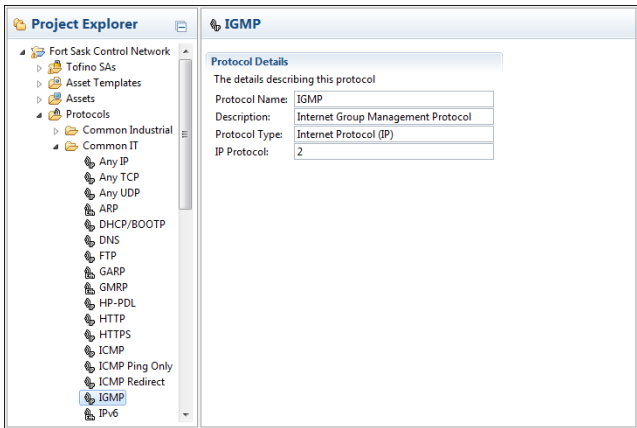 Project Explorer
Fort Sask Control Network
Tofino SAs
Asset Templates
Assets
Protocols
Common Industrial
Common IT
Any IP
Any TCP
Any UDP
ARP
DHCP/BOOTP
DNS
FTP
GARP
GMRP
HP-PDL
HTTP
HTTPS
ICMP
ICMP Ping Only
ICMP Redirect
IGMP
IPv6
IGMP
Protocol Details
The details describing this protocol
Protocol Name: IGMP
Description: Internet Group Management Protocol
Protocol Type: Internet Protocol (IP)
IP Protocol: 2